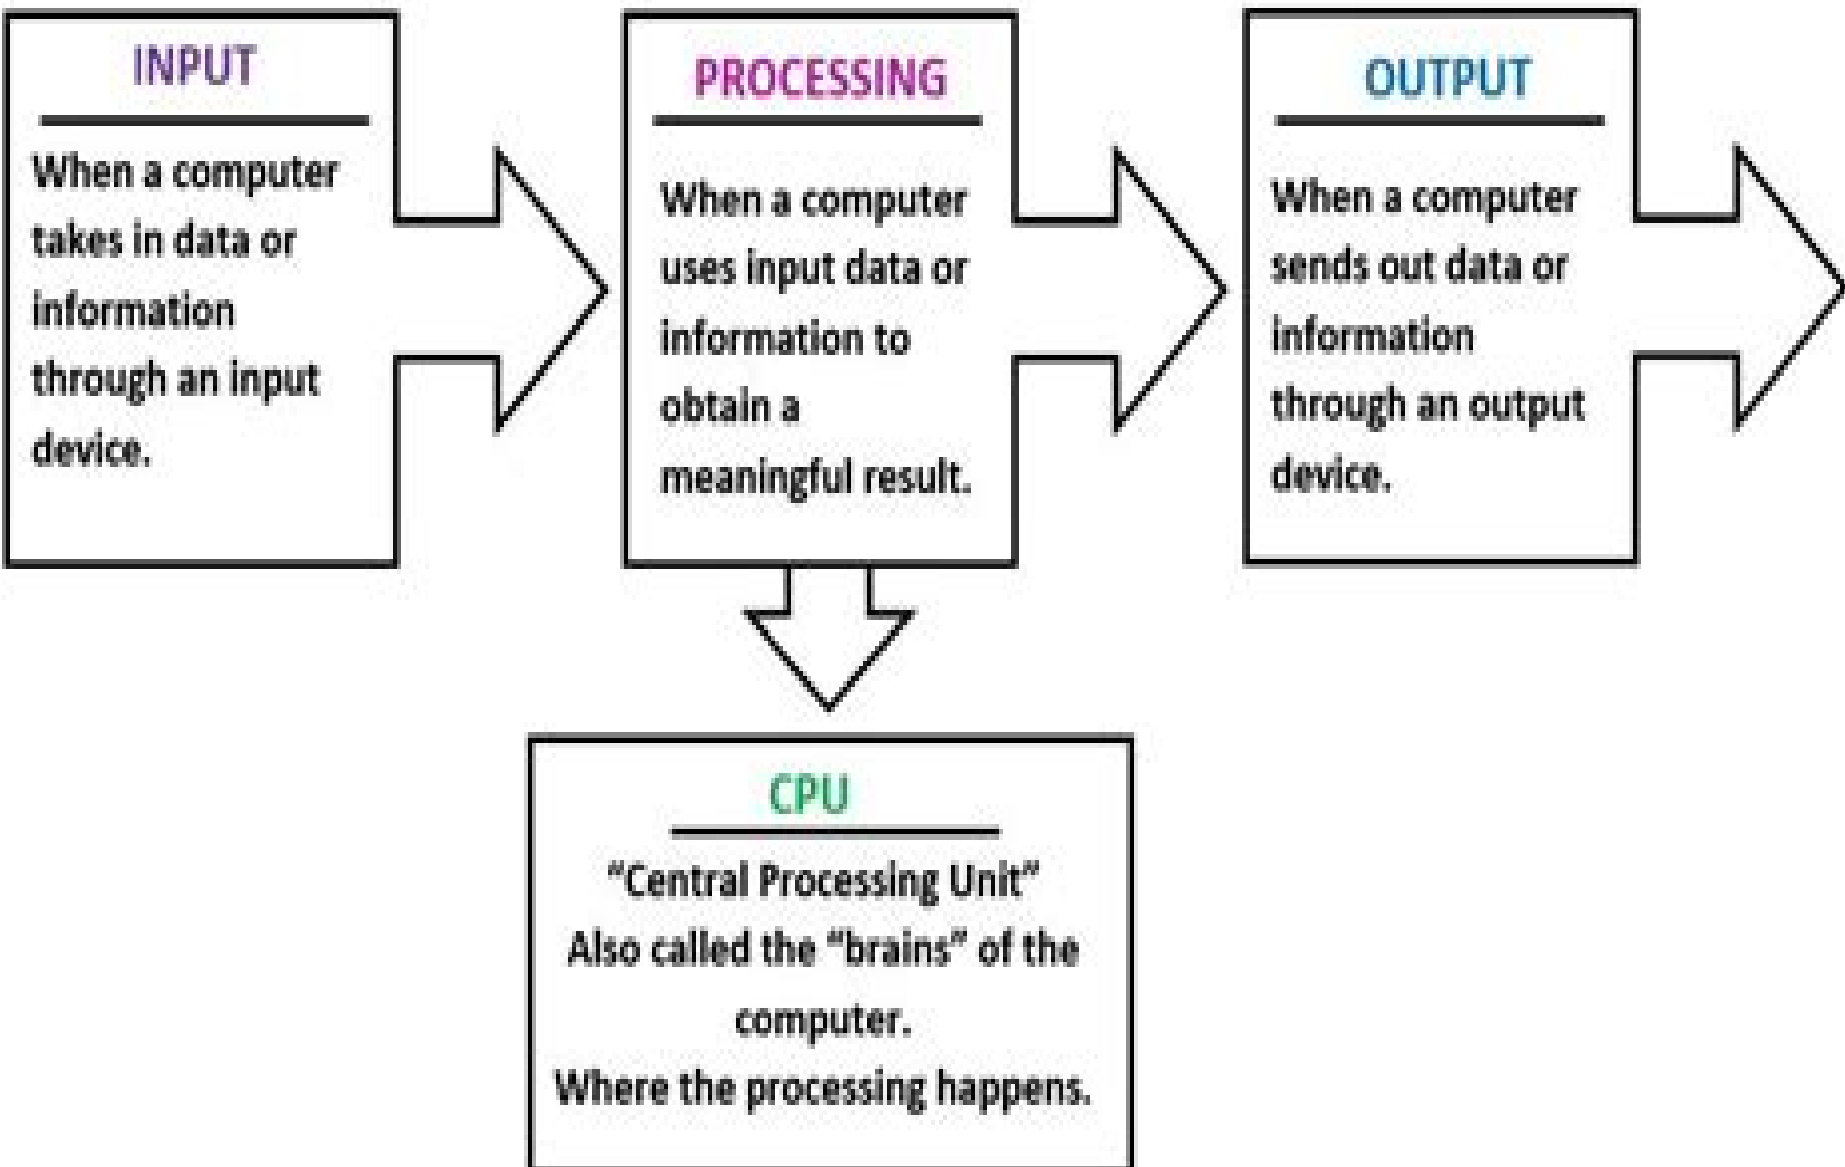 INPUT
When a computer
takes in data or
information
through an input
device.
PROCESSING
When a computer
uses input data or
information to
obtain a
meaningful result.
OUTPUT
When a computer
sends out data or
information
through an output
device.
CPU
“Central Processing Unit”
Also called the “brains” of the
computer.
Where the processing happens.